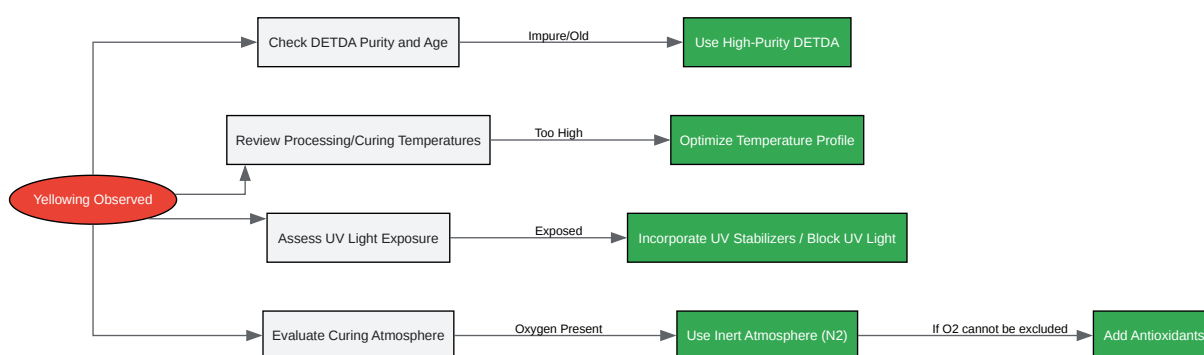 Check DETDA Purity and Age
Impure/Old
Use High-Purity DETDA
Review Processing/Curing Temperatures
Too High
Optimize Temperature Profile
Yellowing Observed
Assess UV Light Exposure
Exposed
Incorporate UV Stabilizers / Block UV Light
Evaluate Curing Atmosphere
Oxygen Present
Use Inert Atmosphere (N2)
If O2 cannot be excluded
Add Antioxidants